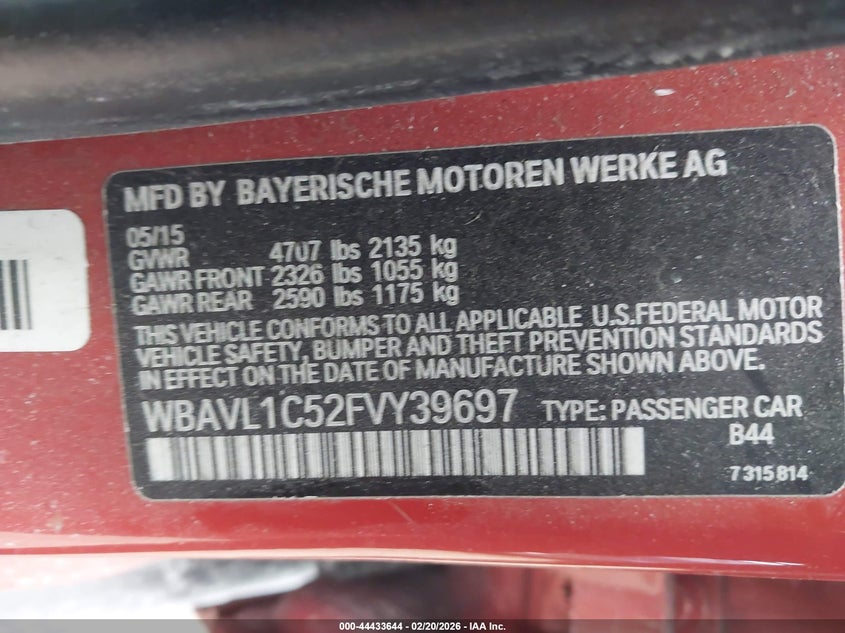 MFD BY BAYERISCHE MOTOREN WERKE AG
05/15
GVWR 4707 lbs 2135 kg
GAWR FRONT 2326 lbs 1055 kg
GAWR REAR 2590 lbs 1175 kg
THIS VEHICLE CONFORMS TO ALL APPLICABLE U.S.FEDERAL MOTOR
VEHICLE SAFETY, BUMPER AND THEFT PREVENTION STANDARDS
IN EFFECT ON THE DATE OF MANUFACTURE SHOWN ABOVE.
WBAVL1C52FVY39697 TYPE: PASSENGER CAR
B44
7315814
000-44433644 | 02/20/2026 — IAA Inc.